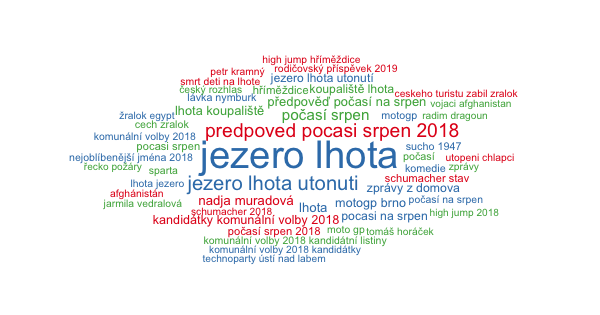 high jump hříměždice
petr kramný rodičovský příspěvek 2019
smrt deti na lhote jezero lhota utonutí
český rozhlas hříměždice koupaliště lhota ceskeho turistu zabil zralok
lávka nymburk předpověď počasí na srpen vojaci afghanistan
žralok egypt lhota koupaliště počasí srpen motogp radim dragoun
cech zralok predpoved pocasi srpen 2018
komunální volby 2018
pocasi srpen jezero lhota sucho 1947
nejoblíbenější jména 2018 počasí utopeni chlapci
řecko požáry sparta komedie zprávy
lhota jezero jezero lhota utonuti schumacher stav
afghánistán zprávy z domova
jarmila vedralová nadja muradová lhota motogp brno počasí na srpen
schumacher 2018 pocasi na srpen high jump 2018
kandidátky komunální volby 2018
počasí srpen 2018 moto gp tomáš horáček
komunální volby 2018 kandidátní listiny
komunální volby 2018 kandidátky
technoparty ústí nad labem